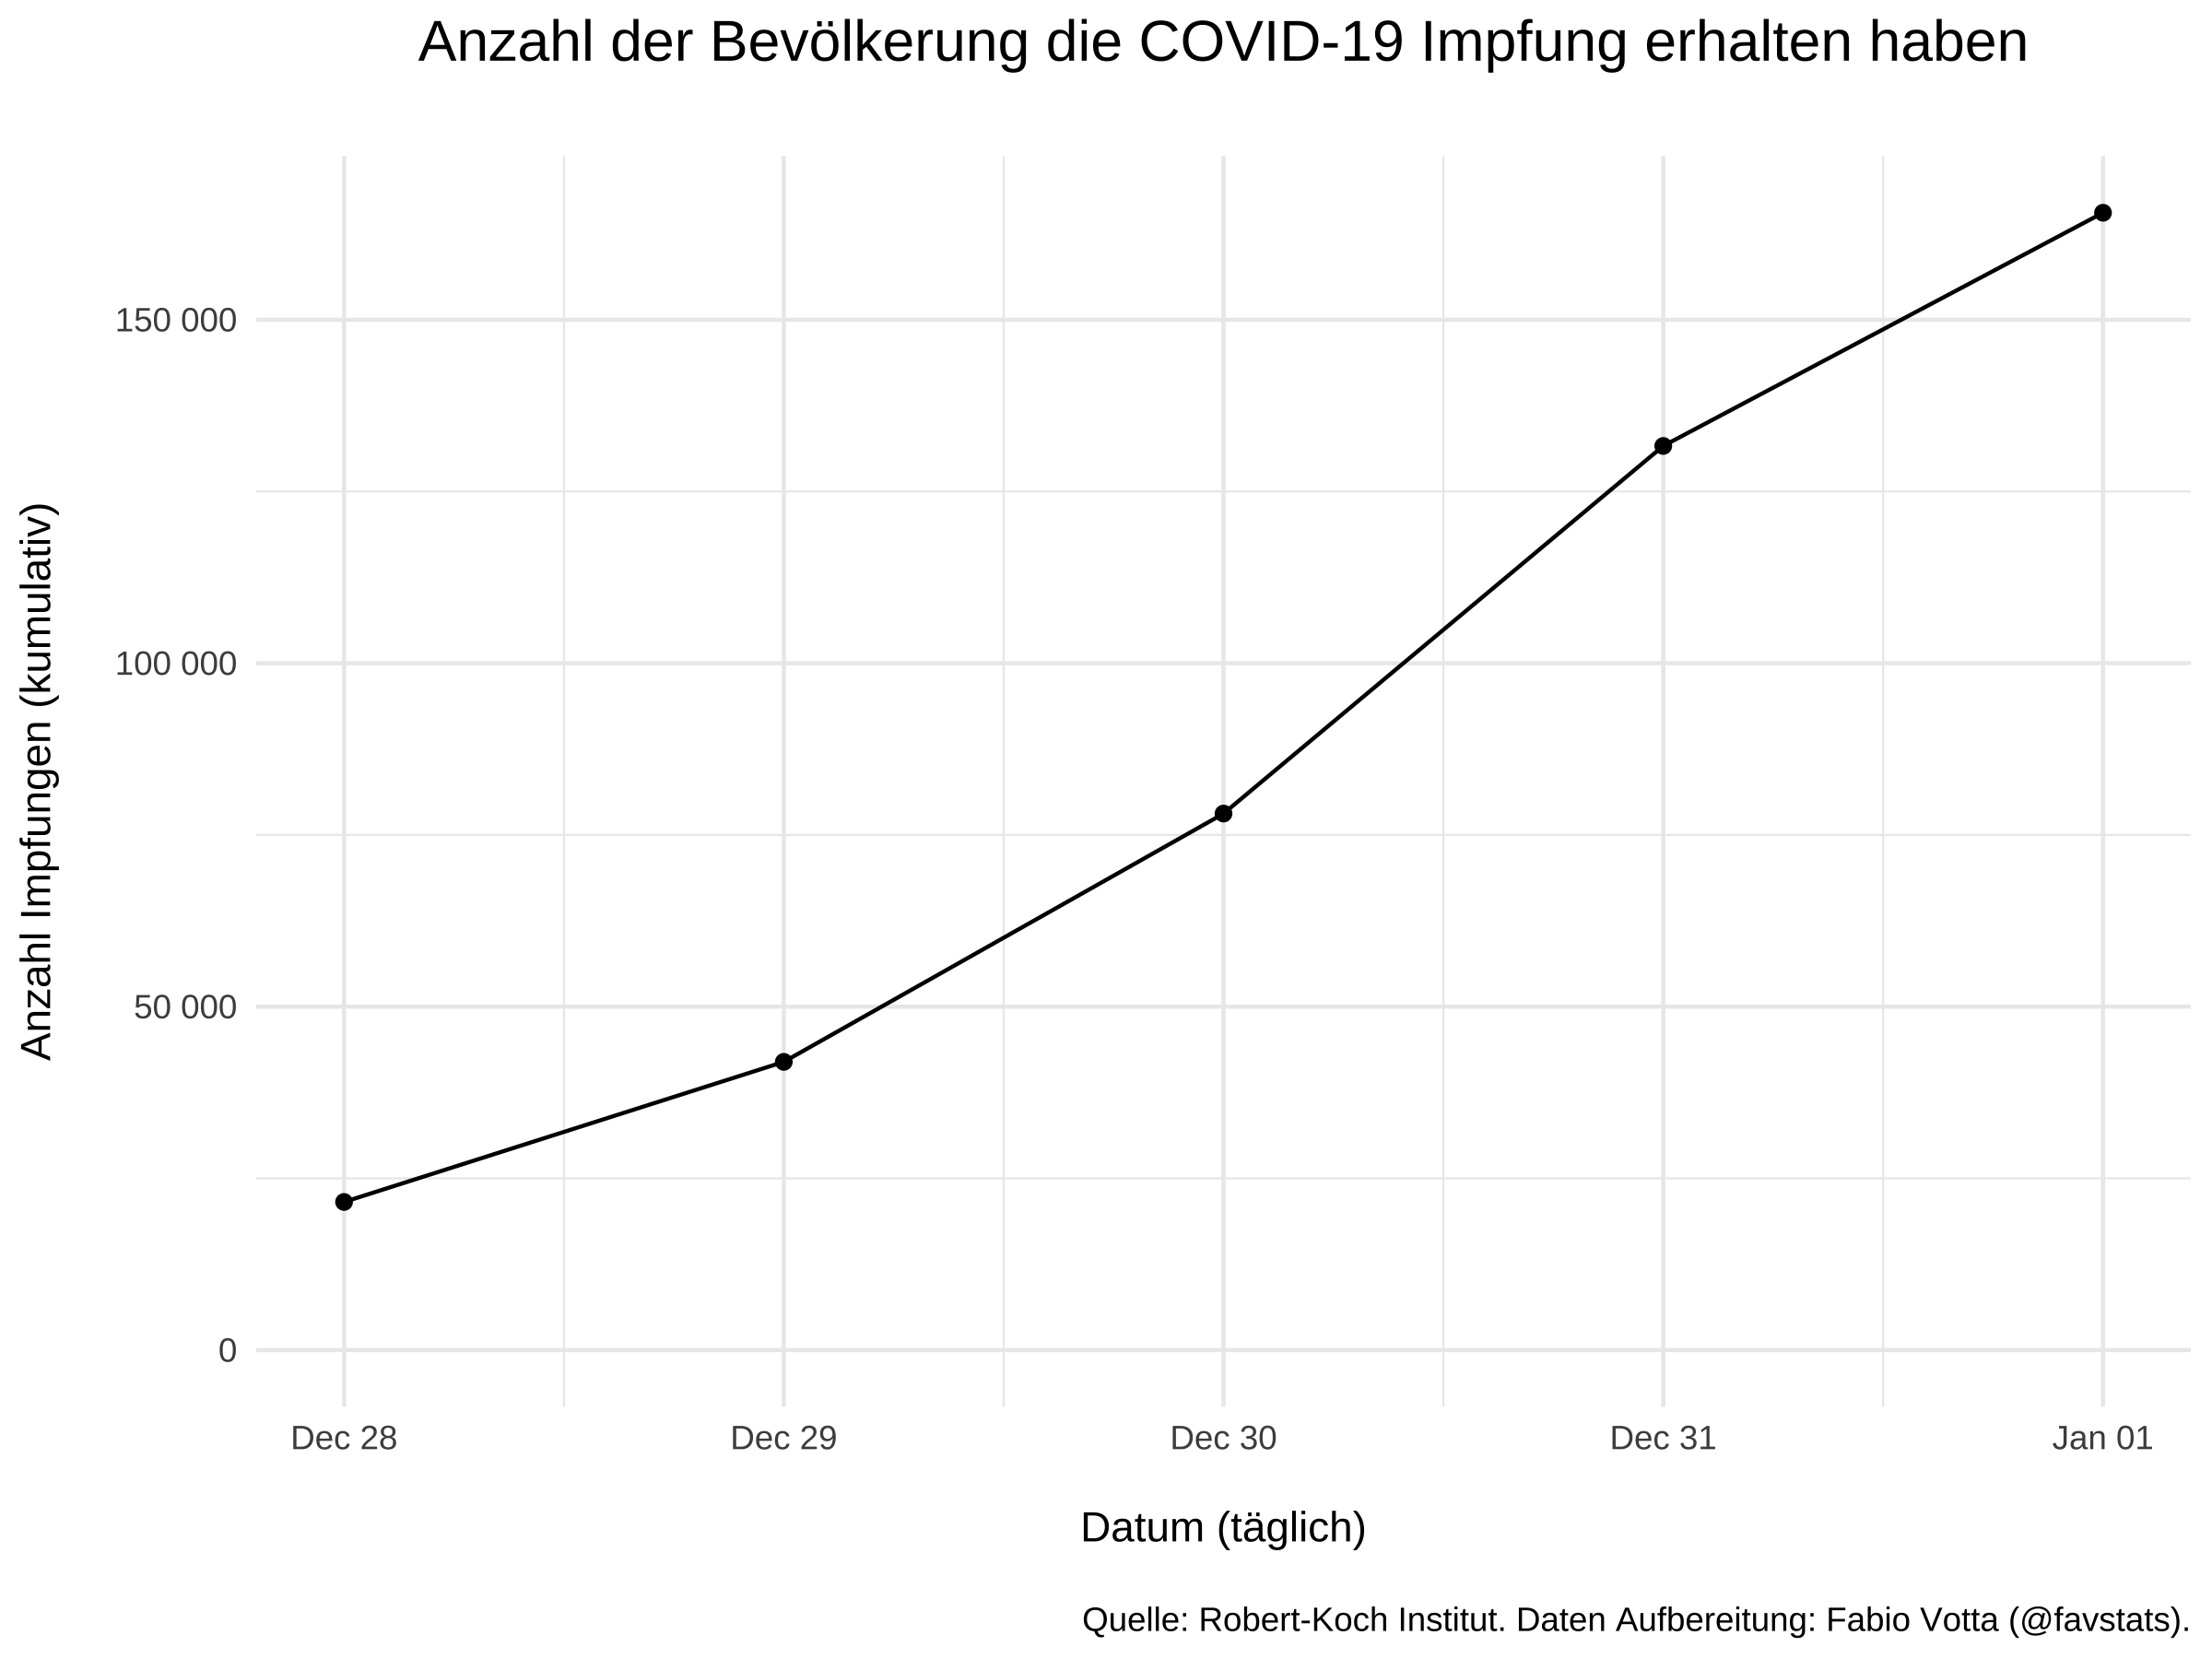 Anzahl der Bevölkerung die COVID-19 Impfung erhalten haben
Anzahl Impfungen (kumulativ)
150 000
100 000
50 000
0
Dec 28
Dec 29
Dec 30
Dec 31
Jan 01
Datum (täglich)
Quelle: Robert-Koch Institut. Daten Aufbereitung: Fabio Votta (@favstats).